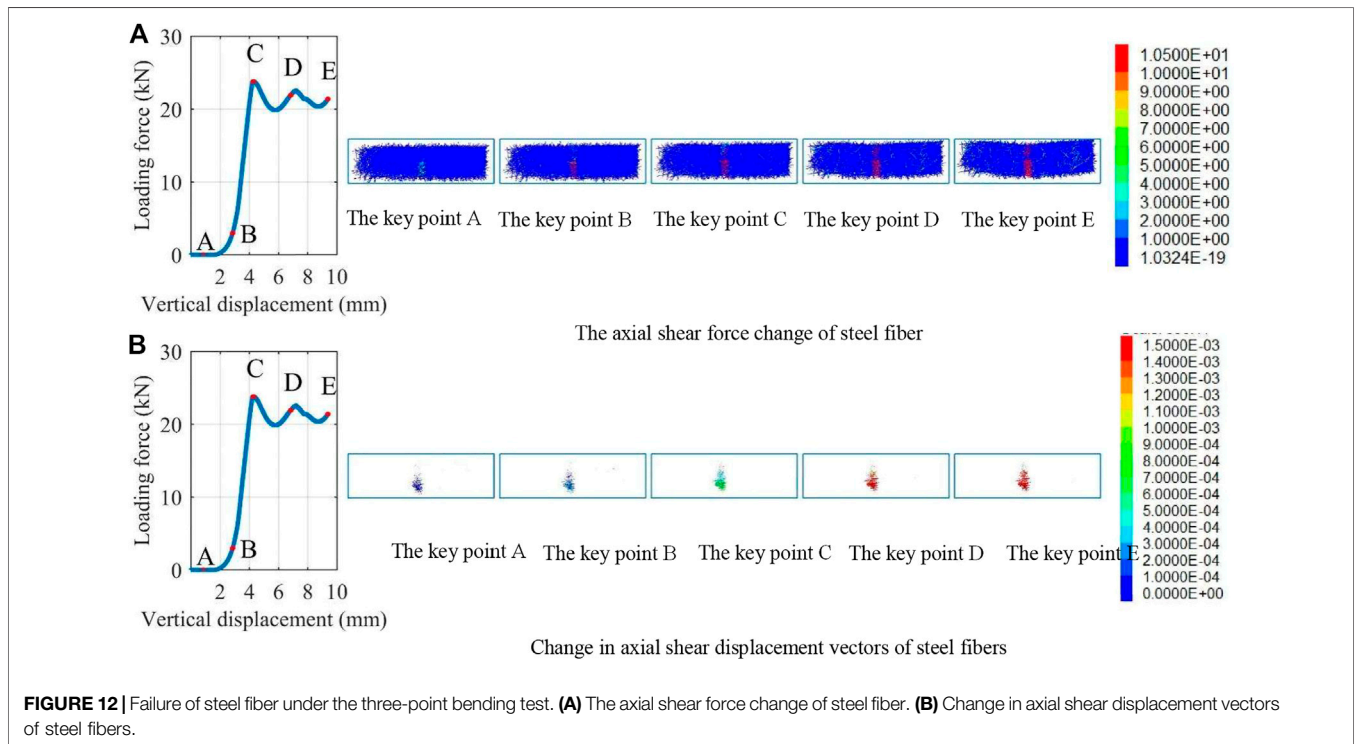 A
30
20
10
0
Loading force (kN)
A
B
C
D
E
2 4 6 8 10
Vertical displacement (mm)
The key point A
The key point B
The key point C
The key point D
The key point E
1.0500E+01
1.0000E+01
9.0000E+00
8.0000E+00
7.0000E+00
6.0000E+00
5.0000E+00
4.0000E+00
3.0000E+00
2.0000E+00
1.0000E+00
1.0324E-19
The axial shear force change of steel fiber
B
30
20
10
0
Loading force (kN)
A
B
C
D
E
2 4 6 8 10
Vertical displacement (mm)
The key point A
The key point B
The key point C
The key point D
The key point E
1.5000E-03
1.4000E-03
1.3000E-03
1.2000E-03
1.1000E-03
1.0000E-03
9.0000E-04
8.0000E-04
7.0000E-04
6.0000E-04
5.0000E-04
4.0000E-04
3.0000E-04
2.0000E-04
1.0000E-04
0.0000E+00
Change in axial shear displacement vectors of steel fibers
FIGURE 12 | Failure of steel fiber under the three-point bending test. (A) The axial shear force change of steel fiber. (B) Change in axial shear displacement vectors
of steel fibers.